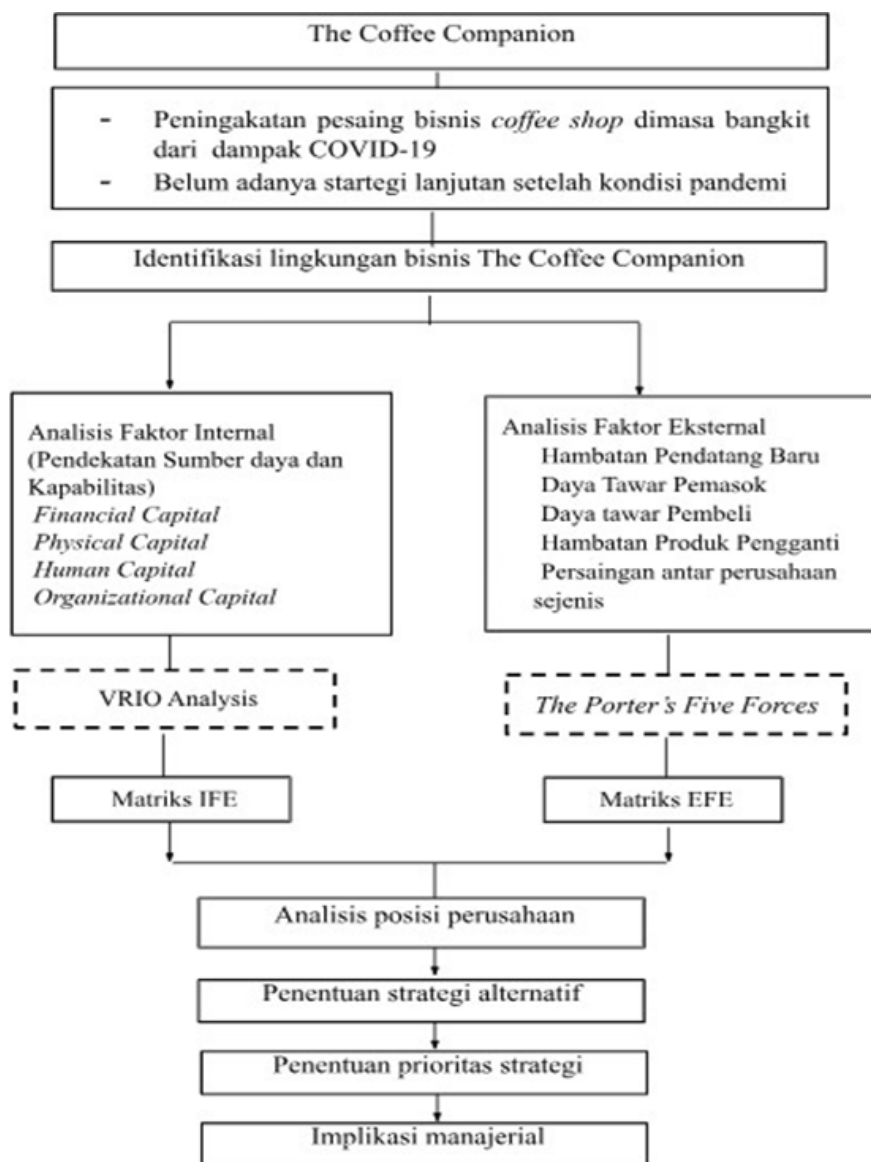 The Coffee Companion
- Peningakatan pesaing bisnis coffee shop dimasa bangkit
dari dampak COVID-19
- Belum adanya startegi lanjutan setelah kondisi pandemi
Identifikasi lingkungan bisnis The Coffee Companion
Analisis Faktor Internal
(Pendekatan Sumber daya dan
Kapabilitas)
Financial Capital
Physical Capital
Human Capital
Organizational Capital
Analisis Faktor Eksternal
Hambatan Pendatang Baru
Daya Tawar Pemasok
Daya tawar Pembeli
Hambatan Produk Pengganti
Persaingan antar perusahaan
sejenis
VRIO Analysis
The Porter's Five Forces
Matriks IFE
Matriks EFE
Analisis posisi perusahaan
Penentuan strategi alternatif
Penentuan prioritas strategi
Implikasi manajerial